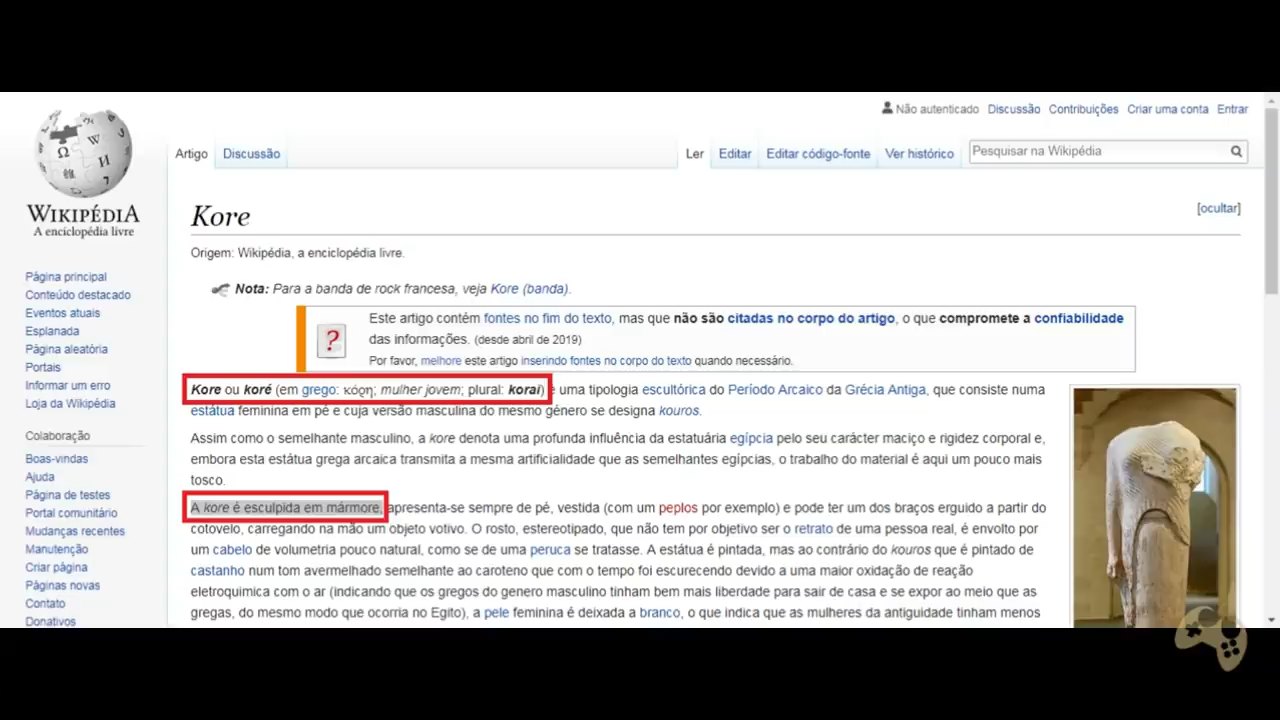 Não autenticado Discussão Contribuições Criar uma conta Entrar
Artigo Discussão Ler Editar Editar código-fonte Ver histórico Pesquisar na Wikipédia
WIKIPÉDIA
A enciclopédia livre
Kore
[ocultar]
Origem: Wikipédia, a enciclopédia livre.
Nota: Para a banda de rock francesa, veja Kore (banda).
Este artigo contém fontes no fim do texto, mas que não são citadas no corpo do artigo, o que compromete a confiabilidade
das informações. (desde abril de 2019)
Por favor, melhore este artigo inserindo fontes no corpo do texto quando necessário.
Kore ou koré (em grego: κόρη; mulher jovem; plural: korai) é uma tipologia escultórica do Período Arcaico da Grécia Antiga, que consiste numa
estátua feminina em pé e cuja versão masculina do mesmo género se designa kouros.
Assim como o semelhante masculino, a kore denota uma profunda influência da estatuária egípcia pelo seu carácter maciço e rigidez corporal e,
embora esta estátua grega arcaica transmita a mesma artificialidade que as semelhantes egípcias, o trabalho do material é aqui um pouco mais
tosco.
A kore é esculpida em mármore, apresenta-se sempre de pé, vestida (com um peplos por exemplo) e pode ter um dos braços erguido a partir do
cotovelo, carregando na mão um objeto votivo. O rosto, estereotipado, que não tem por objetivo ser o retrato de uma pessoa real, é envolto por
um cabelo de volumetria pouco natural, como se de uma peruca se tratasse. A estátua é pintada, mas ao contrário do kouros que é pintado de
castanho num tom avermelhado semelhante ao caroteno que com o tempo foi escurecendo devido a uma maior oxidação de reação
eletroquimica com o ar (indicando que os gregos do genero masculino tinham bem mais liberdade para sair de casa e se expor ao meio que as
gregas, do mesmo modo que ocorria no Egito), a pele feminina é deixada a branco, o que indica que as mulheres da antiguidade tinham menos
Página principal
Conteúdo destacado
Eventos atuais
Esplanada
Página aleatória
Portais
Informar um erro
Loja da Wikipédia
Colaboração
Boas-vindas
Ajuda
Página de testes
Portal comunitário
Mudanças recentes
Manutenção
Criar página
Páginas novas
Contato
Donativos